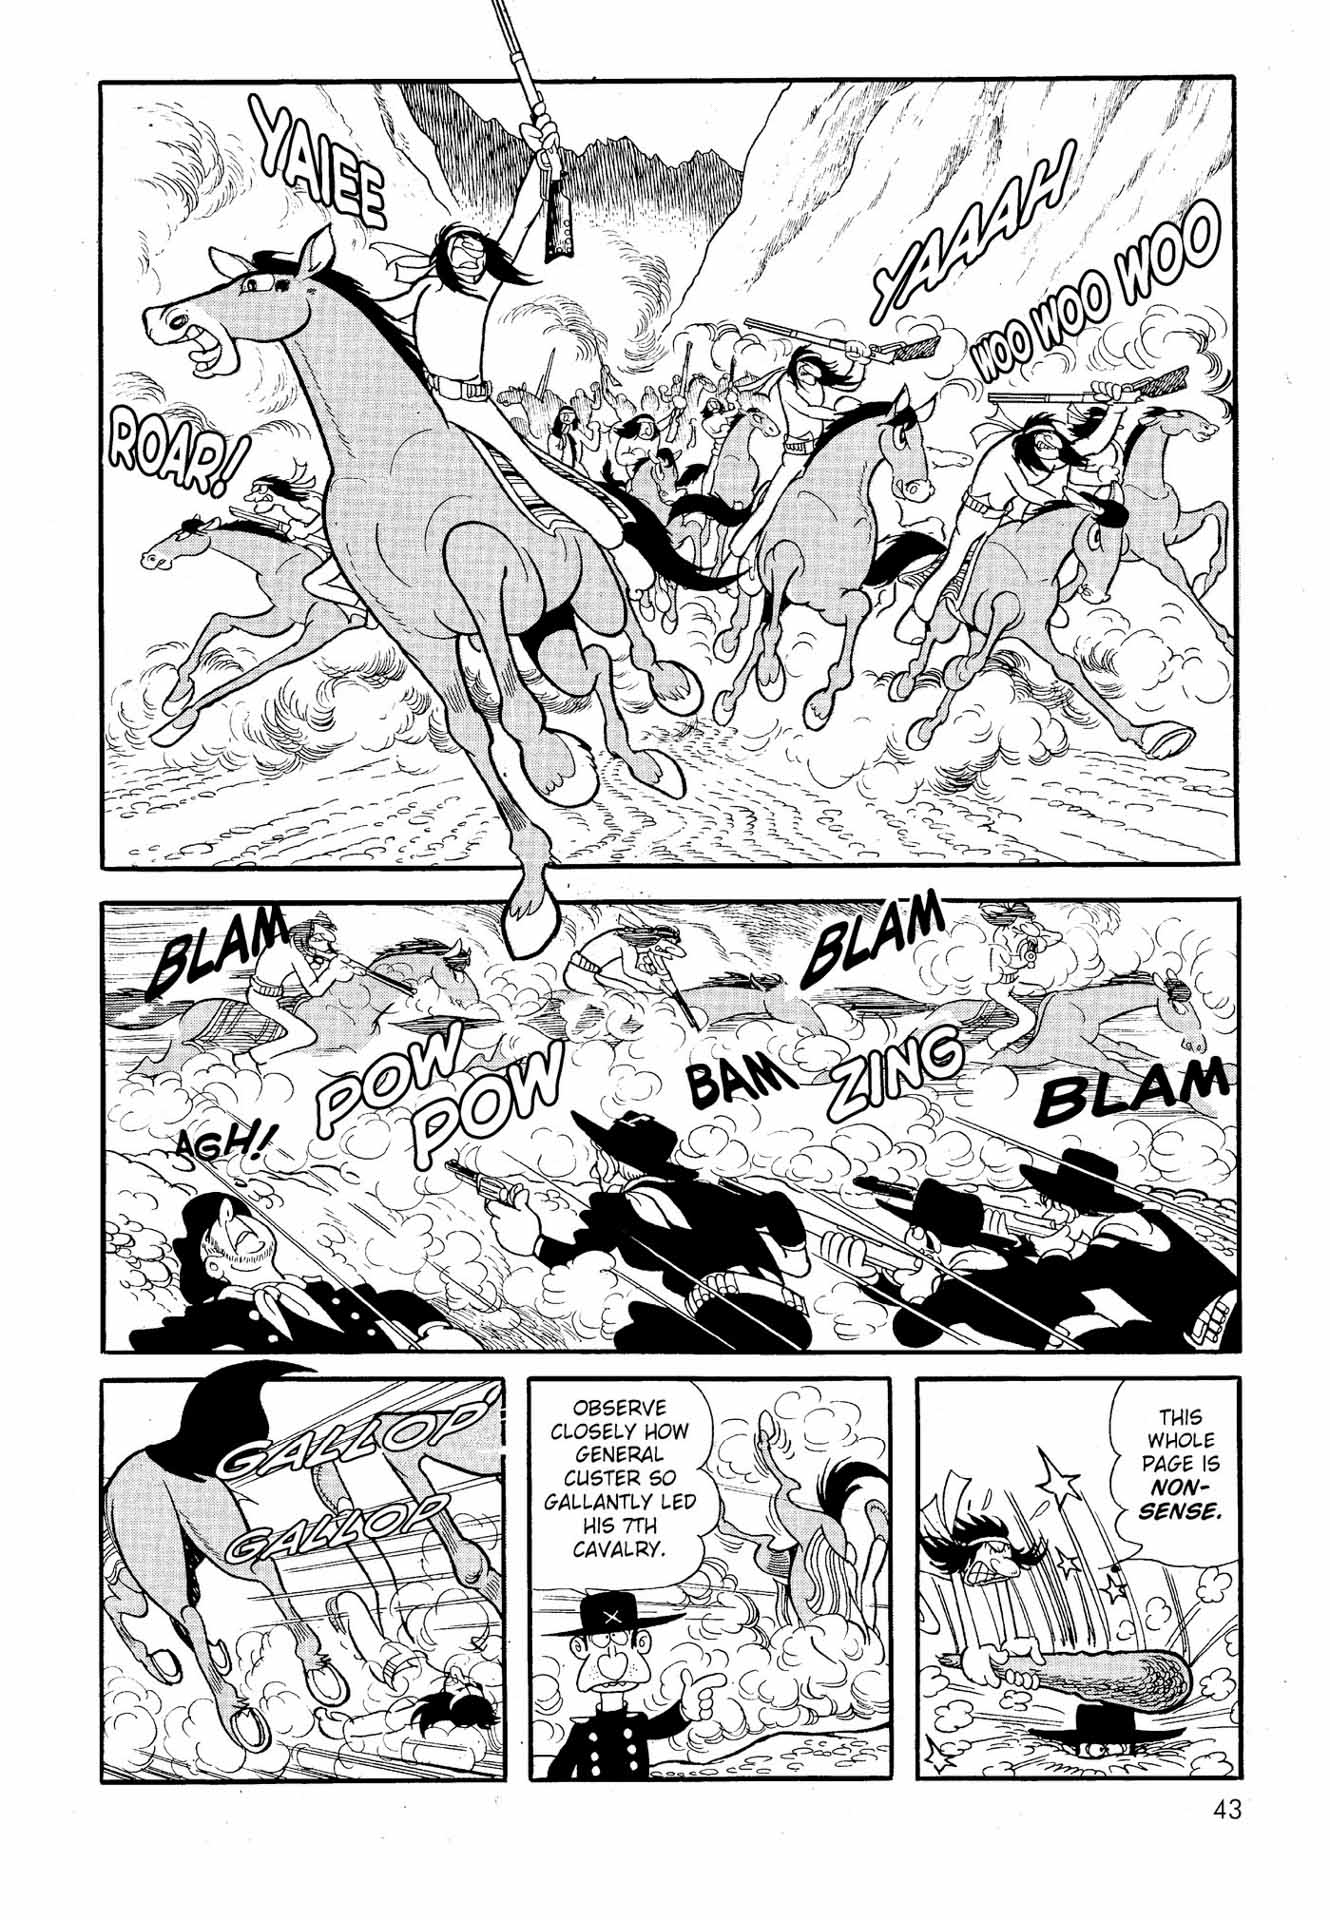 YAIEE
YAAAH
WOO WOO WOO
ROAR!
BLAM
BLAM
POW
POW
BAM
ZING
BLAM
AGH!
GALLOP
GALLOP
OBSERVE
CLOSELY HOW
GENERAL
CUSTER SO
GALLANTLY LED
HIS 7TH
CAVALRY.
THIS
WHOLE
PAGE IS
NON-
SENSE.
43